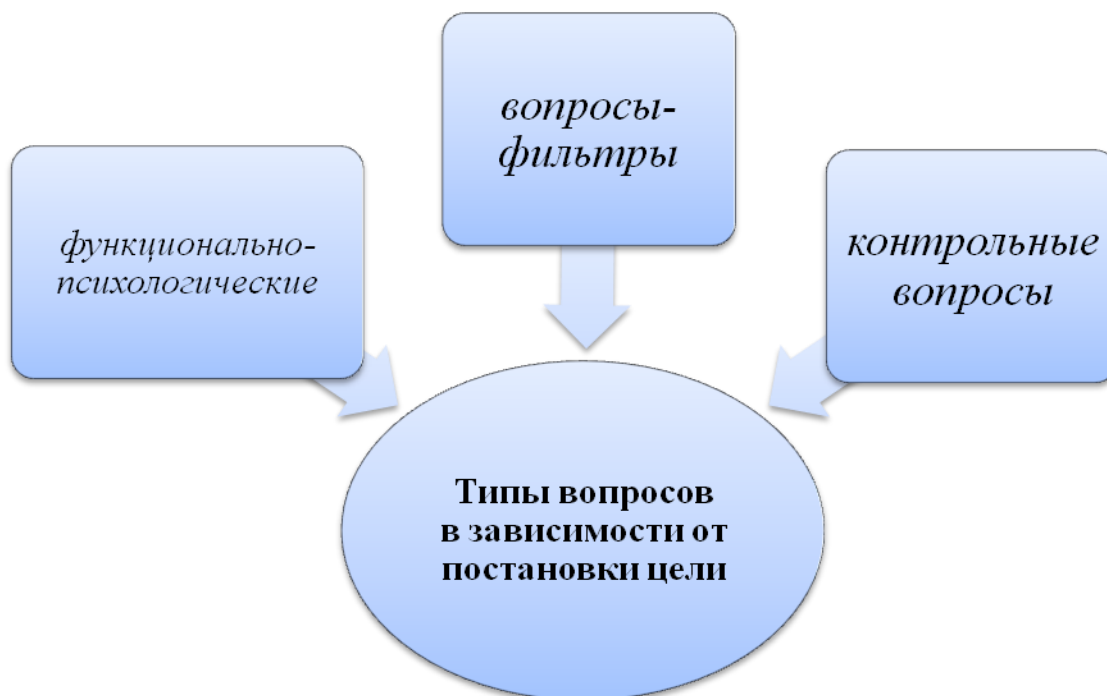 вопросы-
фильтры
функционально-
психологические
контрольные
вопросы
Типы вопросов
в зависимости от
постановки цели